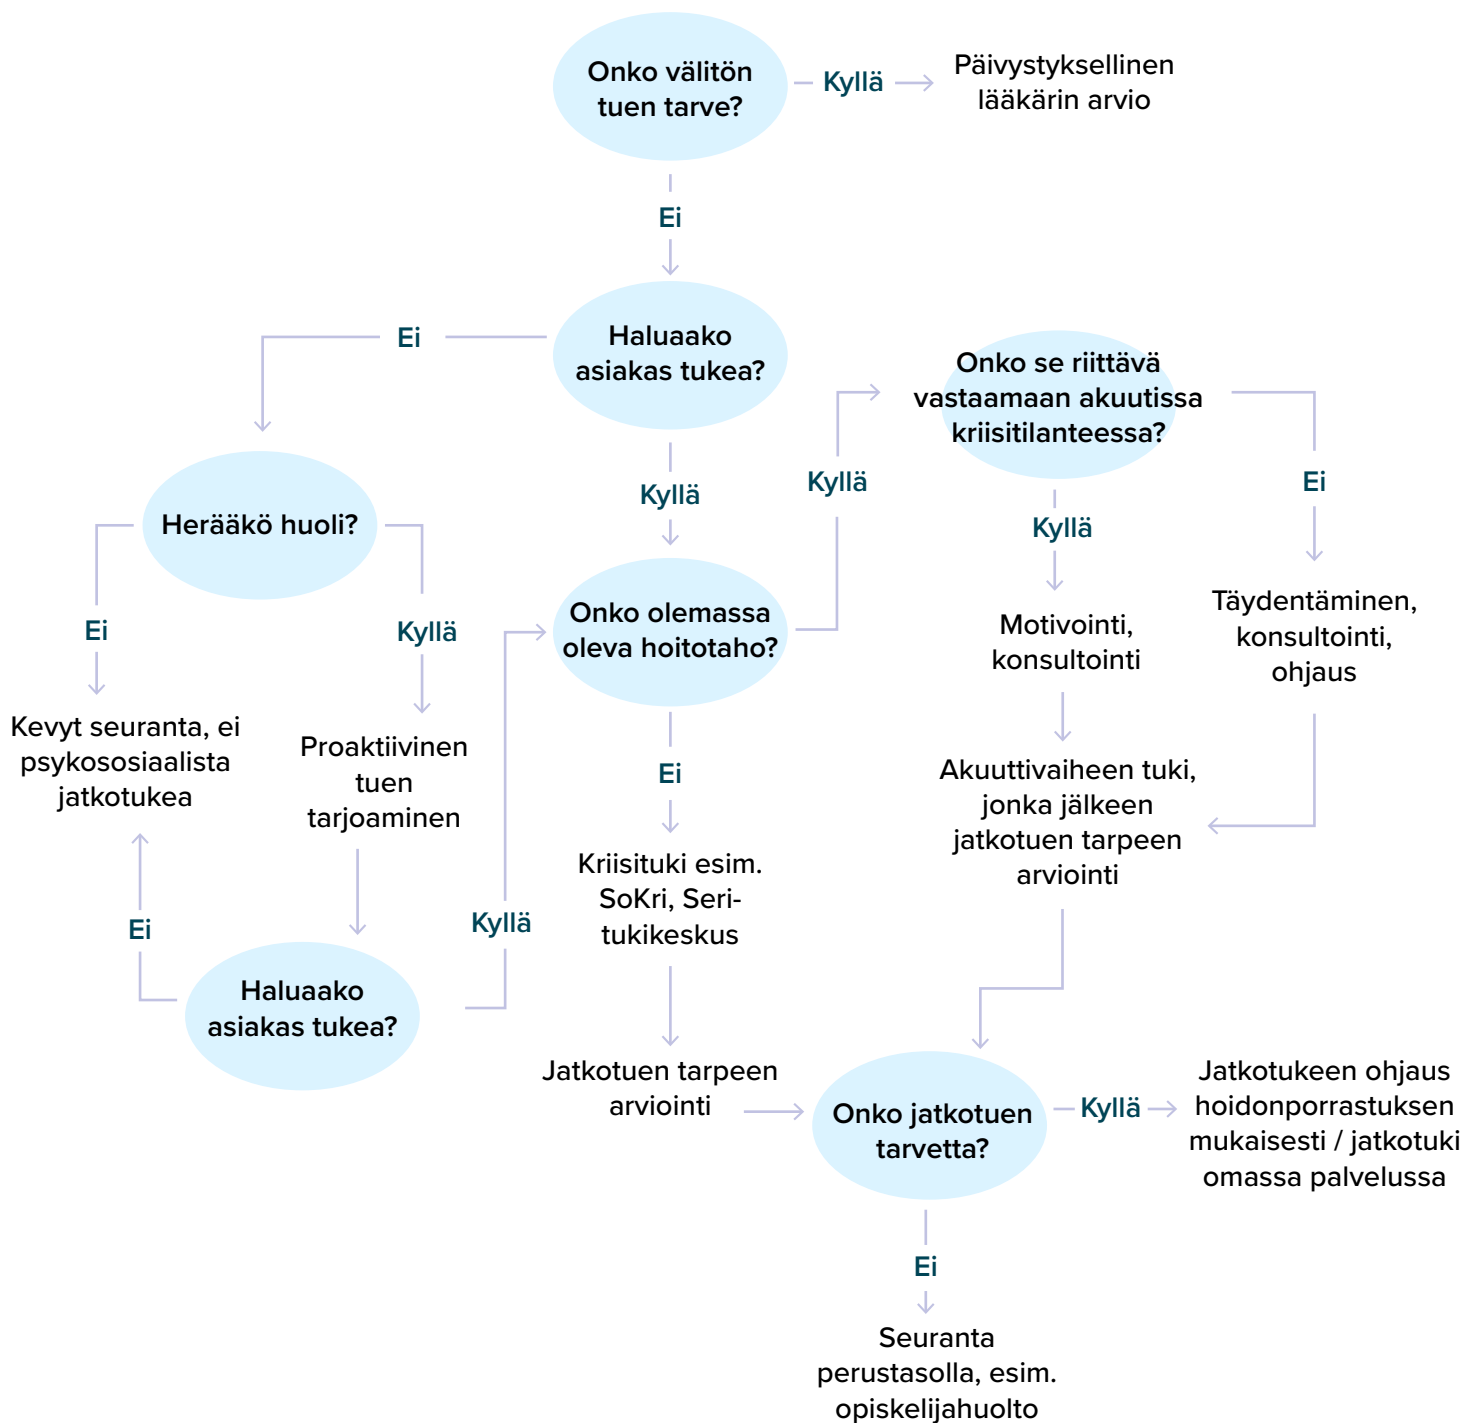 Onko välitön
tuen tarve?
Kyllä
Päivystyksellinen
lääkärin arvio
Ei
Haluaako
asiakas tukea?
Ei
Kyllä
Herääkö huoli?
Ei
Kyllä
Kevyt seuranta, ei
psykososiaalista
jatkotukea
Proaktiivinen
tuen
tarjoaminen
Haluaako
asiakas tukea?
Ei
Kyllä
Onko olemassa
oleva hoitotaho?
Kyllä
Ei
Kriisituki esim.
SoKri, Seri-
tukikeskus
Jatkotuen tarpeen
arviointi
Onko se riittävä
vastaamaan akuutissa
kriisitilanteessa?
Kyllä
Ei
Motivointi,
konsultointi
Täydentäminen,
konsultointi,
ohjaus
Akuuttivaiheen tuki,
jonka jälkeen
jatkotuen tarpeen
arviointi
Onko jatkotuen
tarvetta?
Kyllä
Jatkotukeen ohjaus
hoidonporrastuksen
mukaisesti / jatkotuki
omassa palvelussa
Ei
Seuranta
perustasolla, esim.
opiskelijahuolto